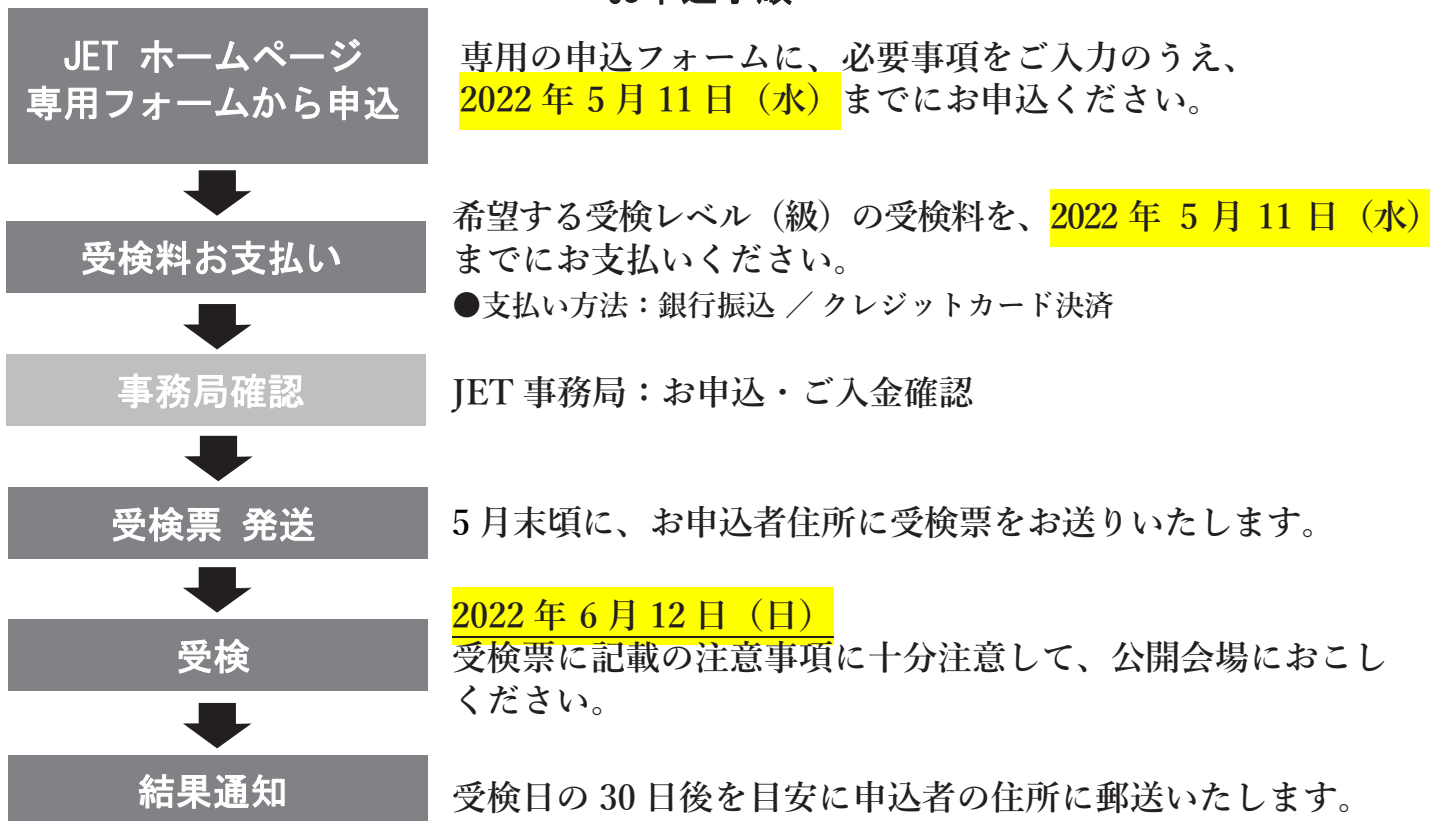 JET ホームページ
専用フォームから申込
専用の申込フォームに、必要事項をご入力のうえ、
2022 年 5 月 11 日（水）までにお申込ください。
受検料お支払い
希望する受検レベル（級）の受検料を、2022 年 5 月 11 日（水）
までにお支払いください。
●支払い方法：銀行振込 ／ クレジットカード決済
事務局確認
JET 事務局：お申込・ご入金確認
受検票 発送
5 月末頃に、お申込者住所に受検票をお送りいたします。
受検
2022 年 6 月 12 日（日）
受検票に記載の注意事項に十分注意して、公開会場におこし
ください。
結果通知
受検日の 30 日後を目安に申込者の住所に郵送いたします。